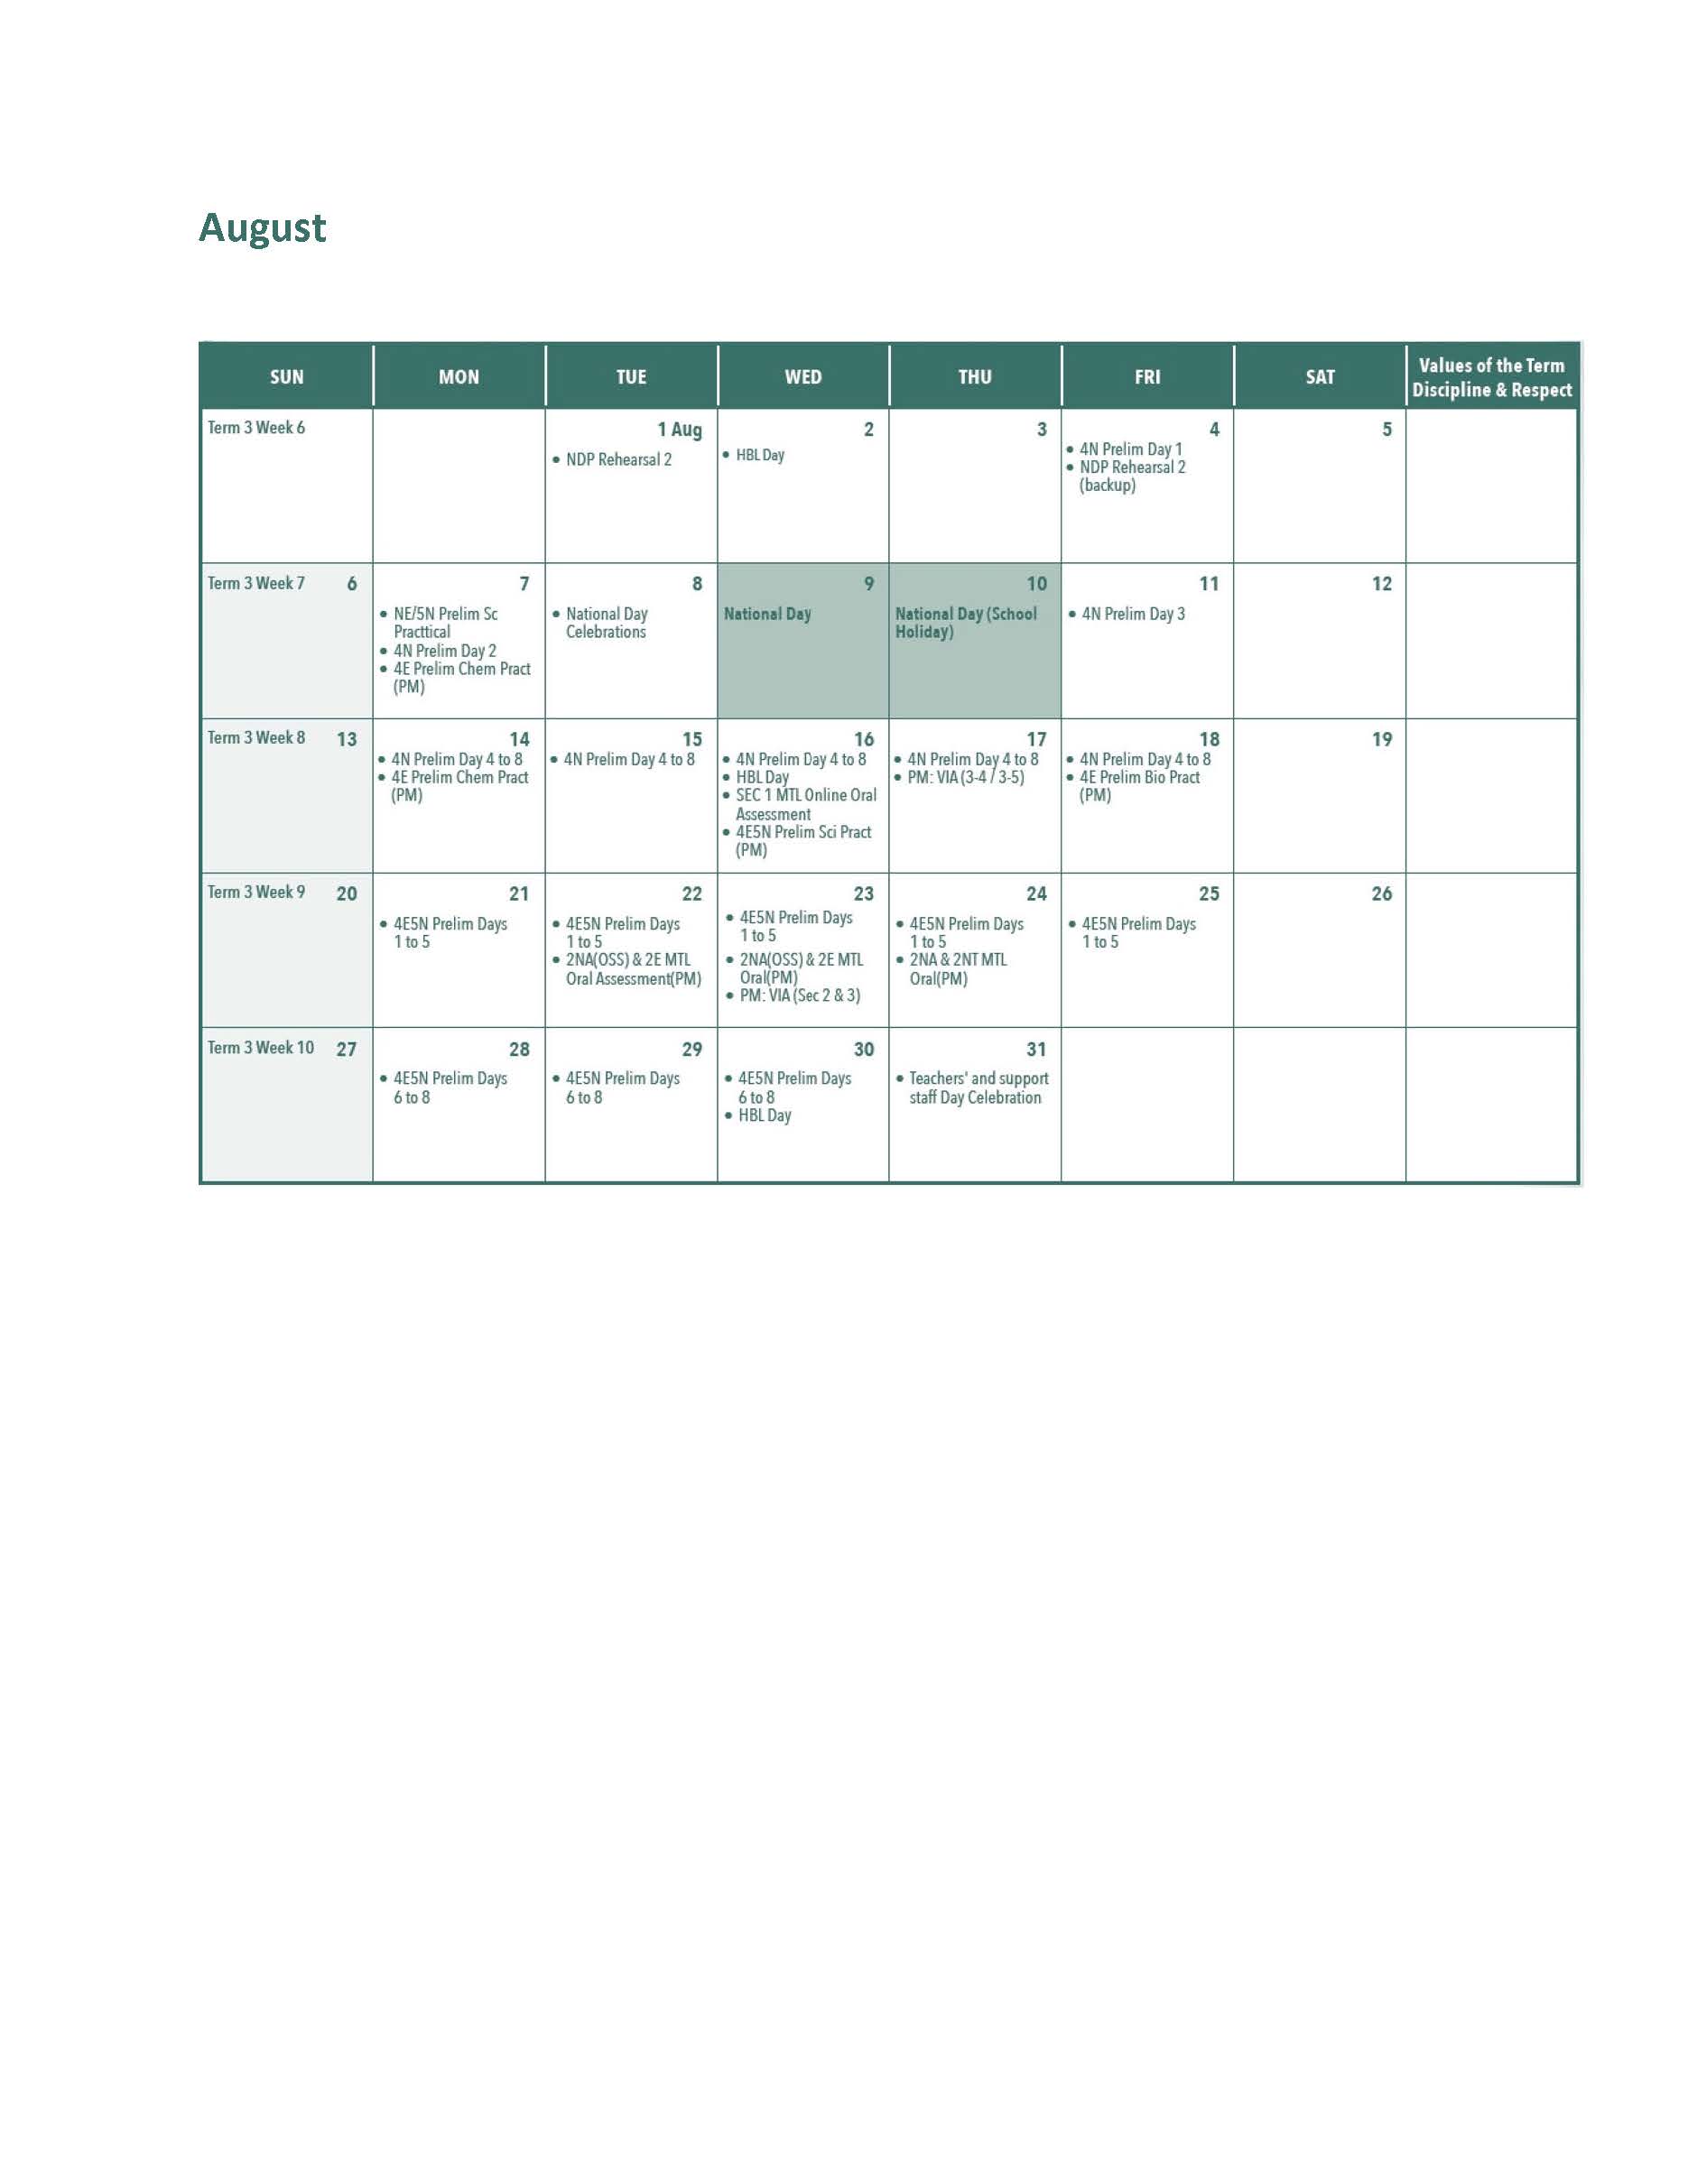 August
SUN MON TUE WED THU FRI SAT Values of the Term
Discipline & Respect
Term 3 Week 6
1 Aug
• NDP Rehearsal 2
2
• HBL Day
3
4
• 4N Prelim Day 1
• NDP Rehearsal 2
(backup)
5
Term 3 Week 7 6
7
• NE/5N Prelim Sc
Practtical
• 4N Prelim Day 2
• 4E Prelim Chem Pract
(PM)
8
• National Day
Celebrations
9
National Day
10
National Day (School
Holiday)
11
• 4N Prelim Day 3
12
Term 3 Week 8 13
14
• 4N Prelim Day 4 to 8
• 4E Prelim Chem Pract
(PM)
15
• 4N Prelim Day 4 to 8
16
• 4N Prelim Day 4 to 8
• HBL Day
• SEC 1 MTL Online Oral
Assessment
• 4E5N Prelim Sci Pract
(PM)
17
• 4N Prelim Day 4 to 8
• PM: VIA (3-4 / 3-5)
18
• 4N Prelim Day 4 to 8
• 4E Prelim Bio Pract
(PM)
19
Term 3 Week 9 20
21
• 4E5N Prelim Days
1 to 5
22
• 4E5N Prelim Days
1 to 5
• 2NA(OSS) & 2E MTL
Oral Assessment(PM)
23
• 4E5N Prelim Days
1 to 5
• 2NA(OSS) & 2E MTL
Oral(PM)
• PM: VIA (Sec 2 & 3)
24
• 4E5N Prelim Days
1 to 5
• 2NA & 2NT MTL
Oral(PM)
25
• 4E5N Prelim Days
1 to 5
26
Term 3 Week 10 27
28
• 4E5N Prelim Days
6 to 8
29
• 4E5N Prelim Days
6 to 8
30
• 4E5N Prelim Days
6 to 8
• HBL Day
31
• Teachers' and support
staff Day Celebration